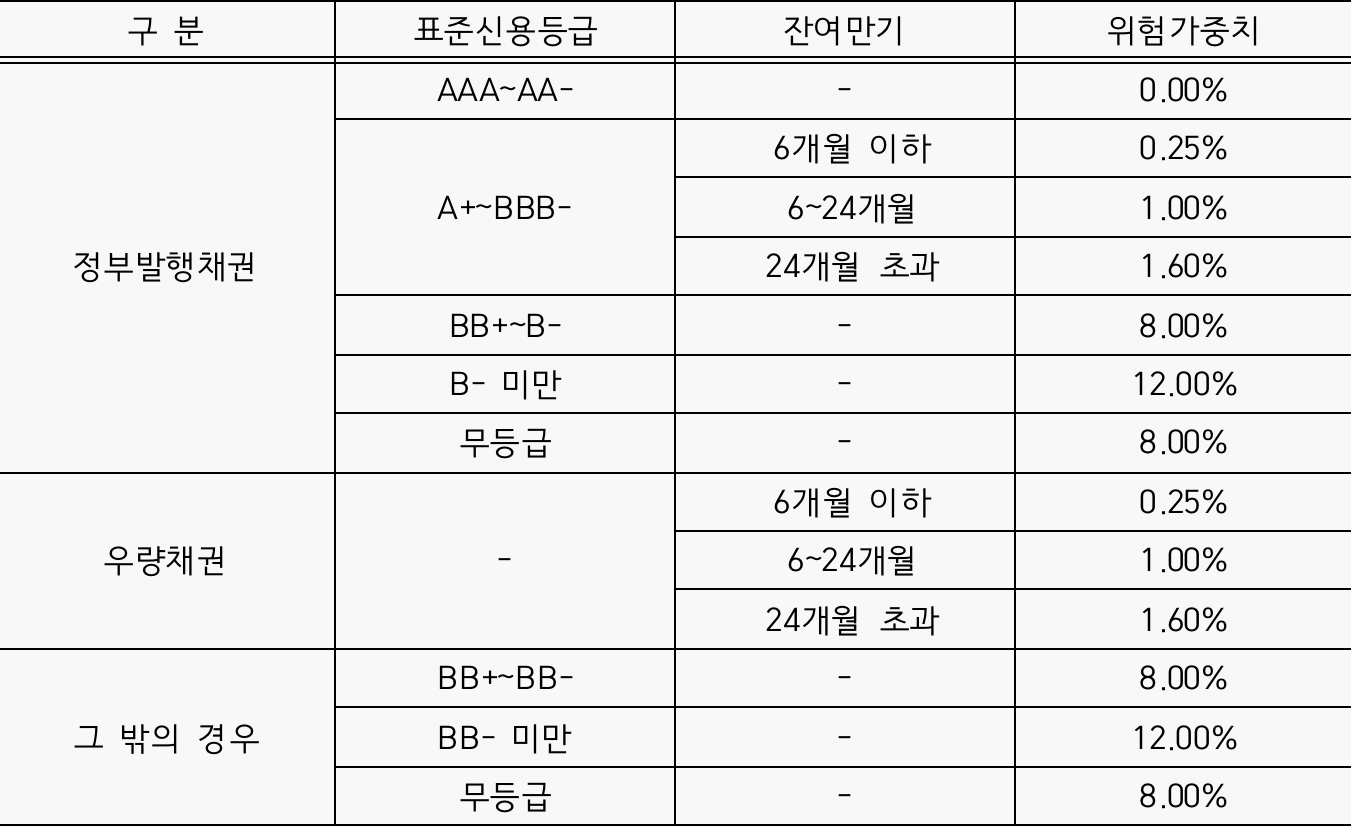 구 분 표준신용등급 잔여만기 위험가중치
정부발행채권 AAA~AA- - 0.00%
A+~BBB- 6개월 이하 0.25%
6~24개월 1.00%
24개월 초과 1.60%
BB+~B- - 8.00%
B- 미만 - 12.00%
무등급 - 8.00%
우량채권 - 6개월 이하 0.25%
6~24개월 1.00%
24개월 초과 1.60%
그 밖의 경우 BB+~BB- - 8.00%
BB- 미만 - 12.00%
무등급 - 8.00%